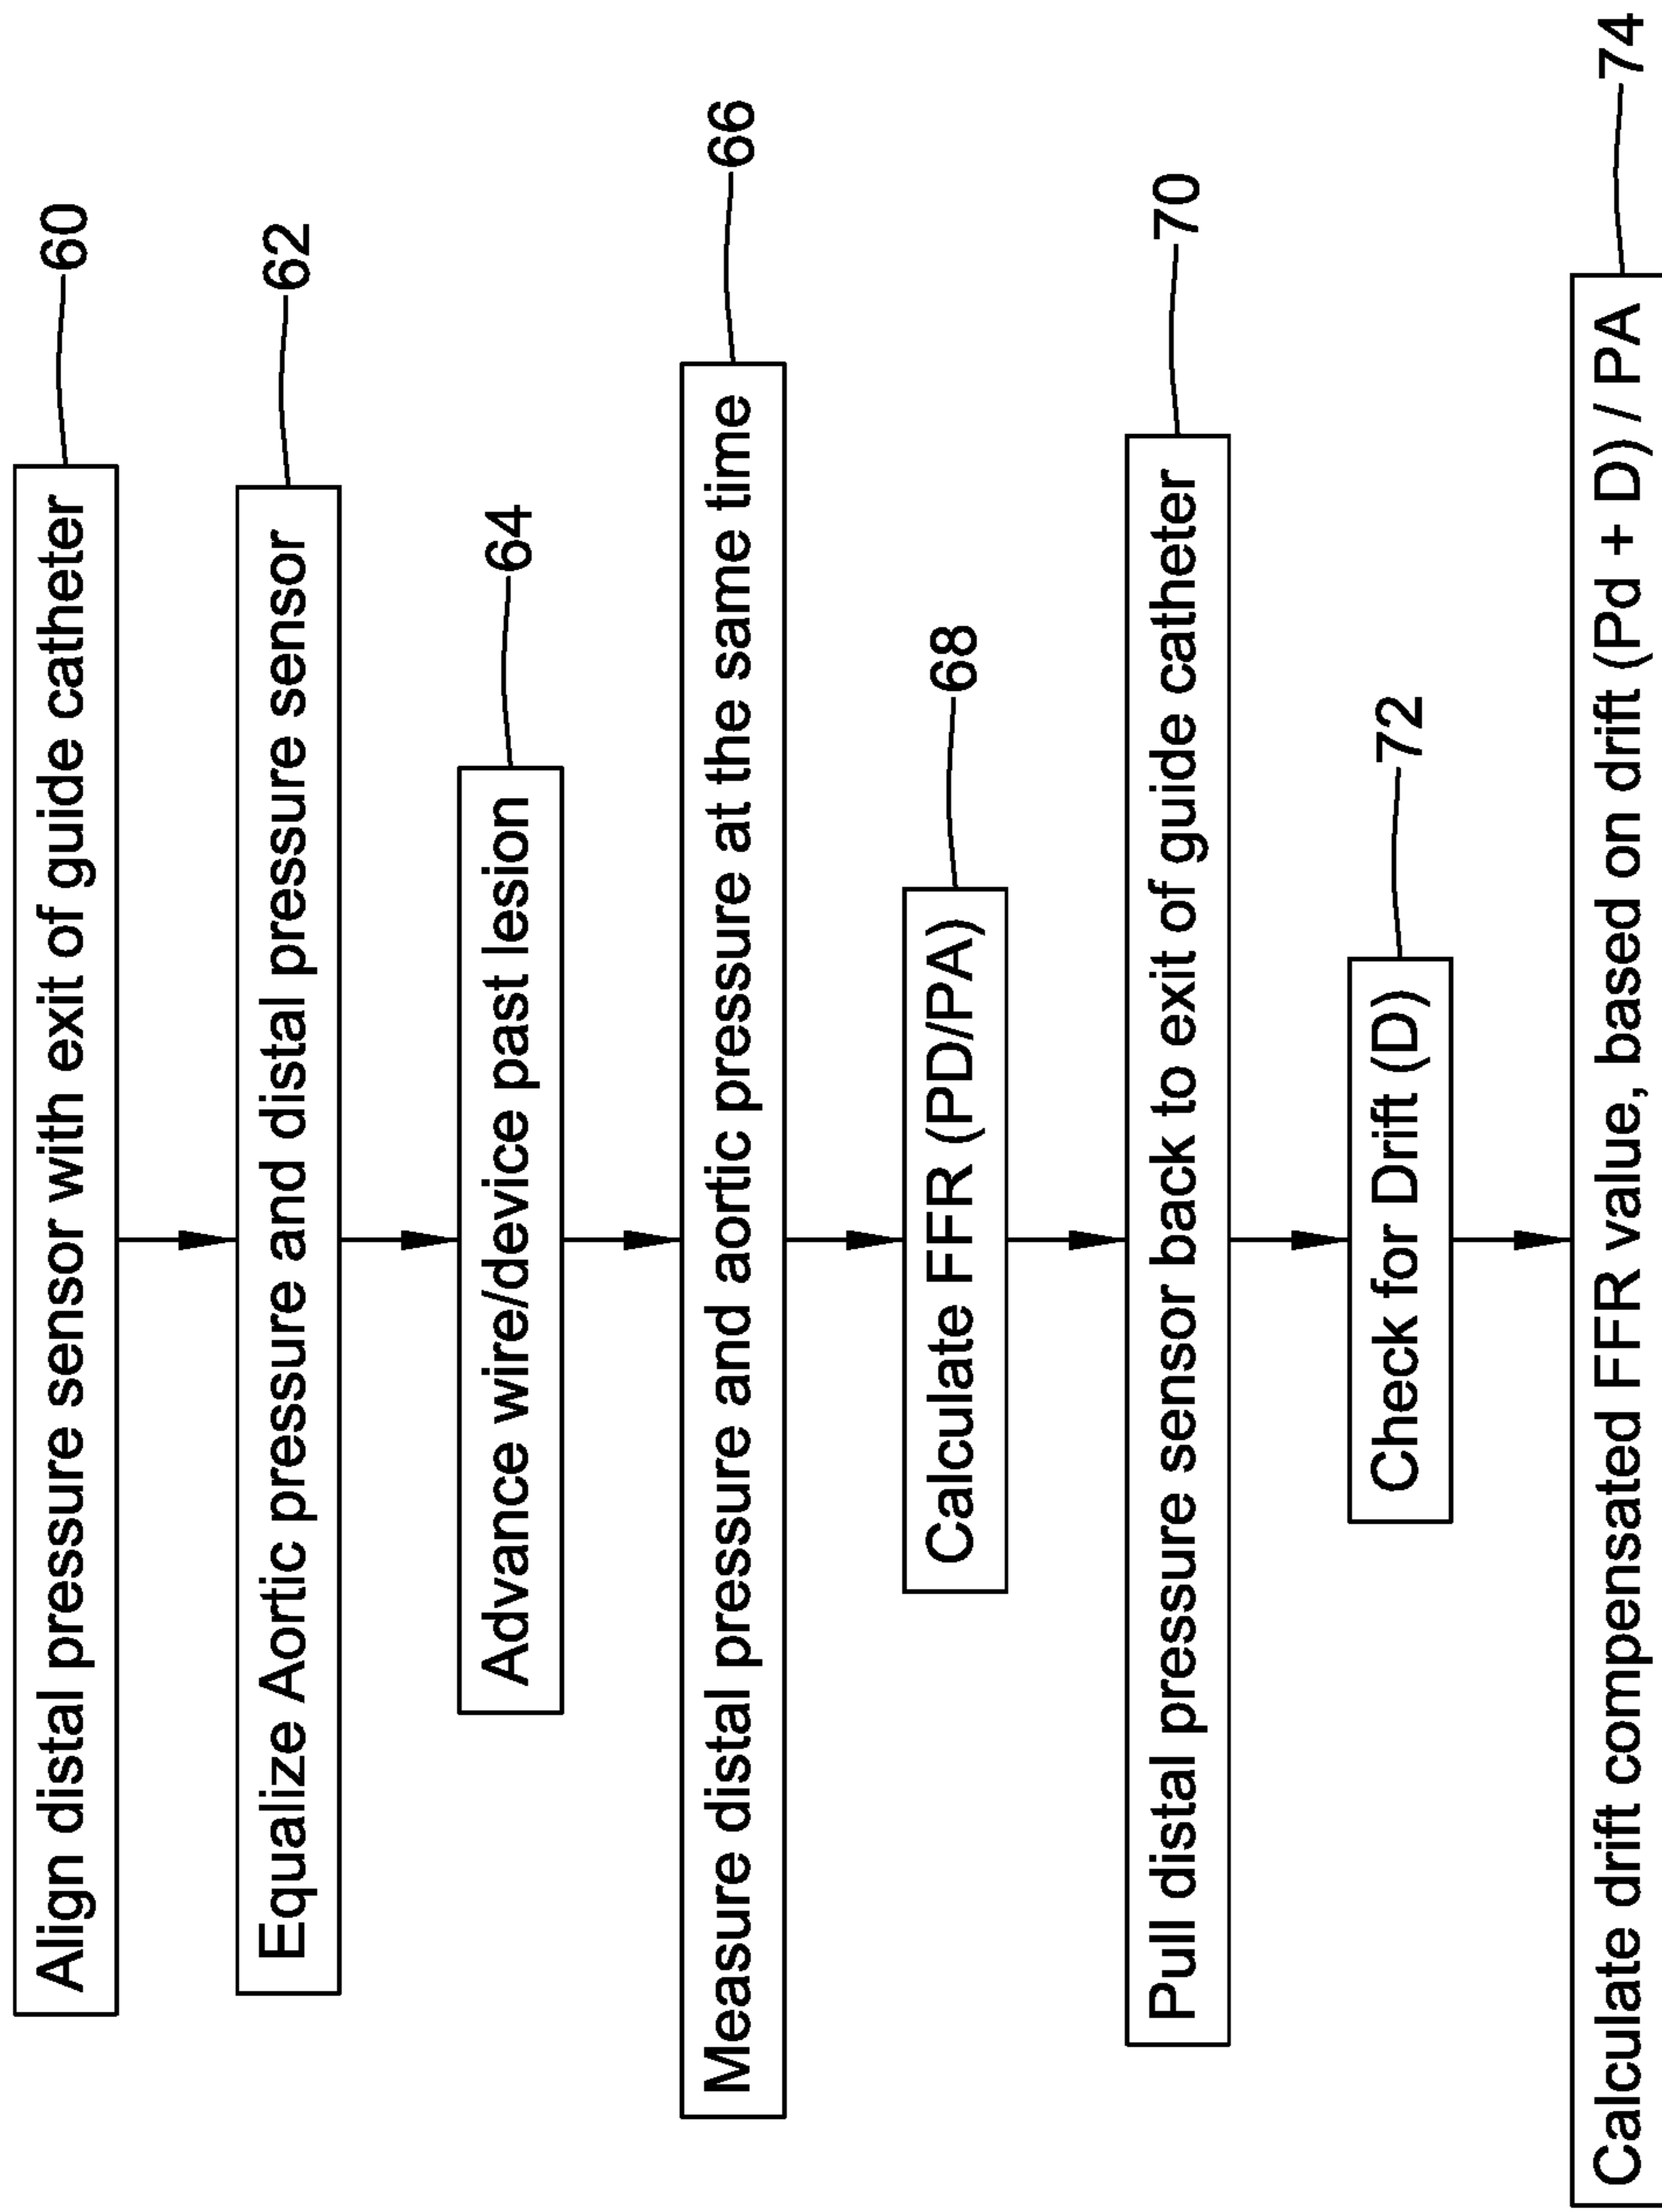 Align distal pressure sensor with exit of guide catheter
60
Equalize Aortic pressure and distal pressure sensor
62
Advance wire/device past lesion
64
Measure distal pressure and aortic pressure at the same time
66
Calculate FFR (PD/PA)
68
Pull distal pressure sensor back to exit of guide catheter
70
Check for Drift (D)
72
Calculate drift compensated FFR value, based on drift (Pd + D) / PA
74